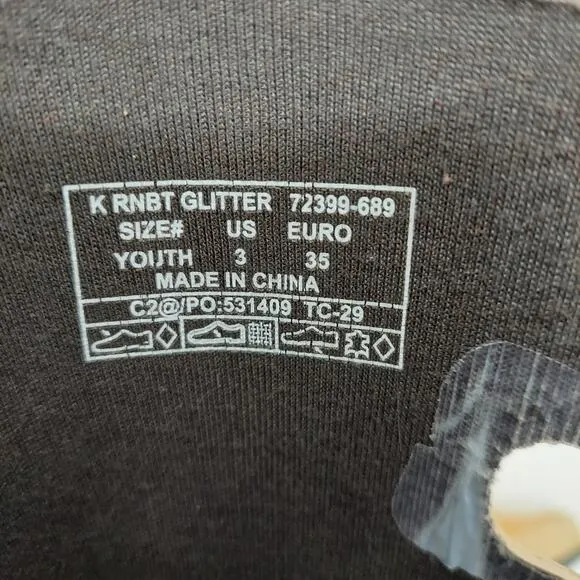 K RNBT GLITTER 72399-689
SIZE# US EURO
YOUTH 3 35
MADE IN CHINA
C2@/PO:531409 TC-29